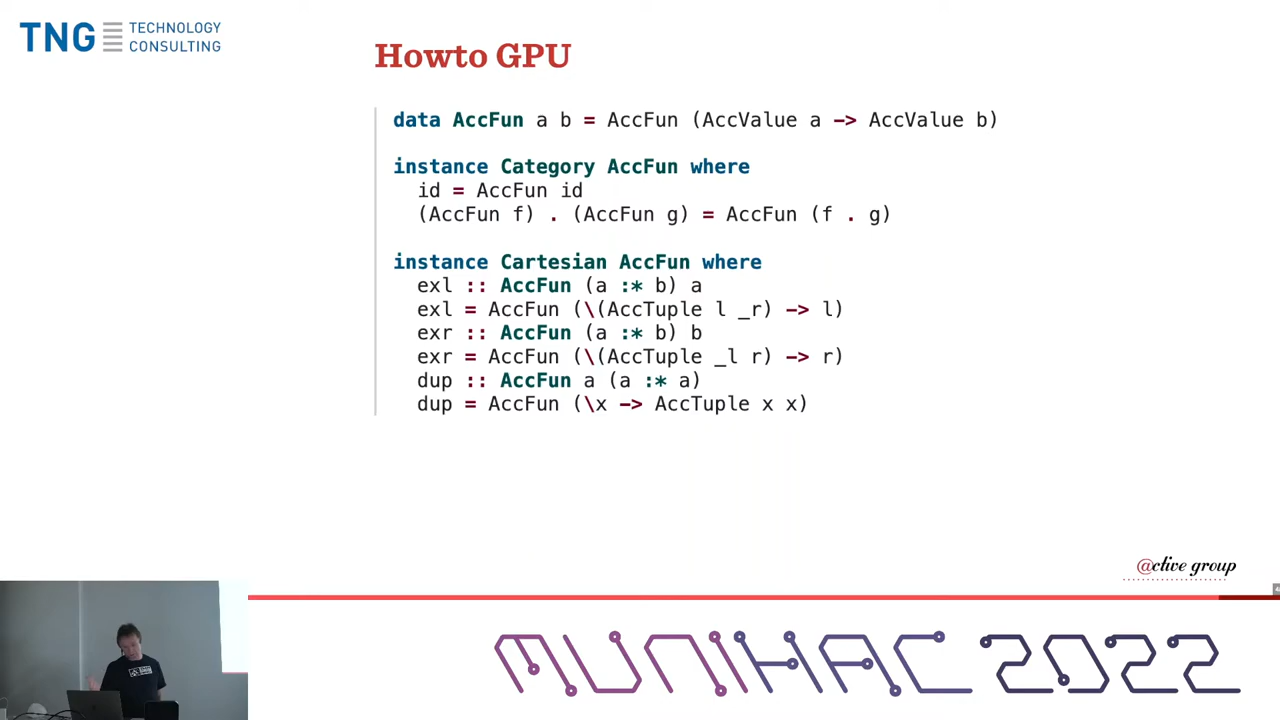 TNG TECHNOLOGY CONSULTING
Howto GPU
data AccFun a b = AccFun (AccValue a -> AccValue b)
instance Category AccFun where
  id = AccFun id
  (AccFun f) . (AccFun g) = AccFun (f . g)
instance Cartesian AccFun where
  exl :: AccFun (a :* b) a
  exl = AccFun (\(AccTuple l _r) -> l)
  exr :: AccFun (a :* b) b
  exr = AccFun (\(AccTuple _l r) -> r)
  dup :: AccFun a (a :* a)
  dup = AccFun (\x -> AccTuple x x)
@ctive group
MUNIHAC 2022